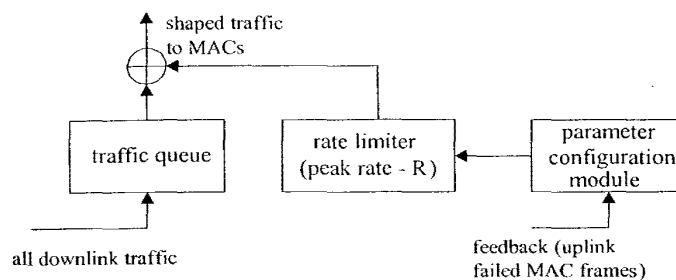 shaped traffic
to MACs
traffic queue
rate limiter
(peak rate - R)
parameter
configuration
module
all downlink traffic
feedback (uplink
failed MAC frames)